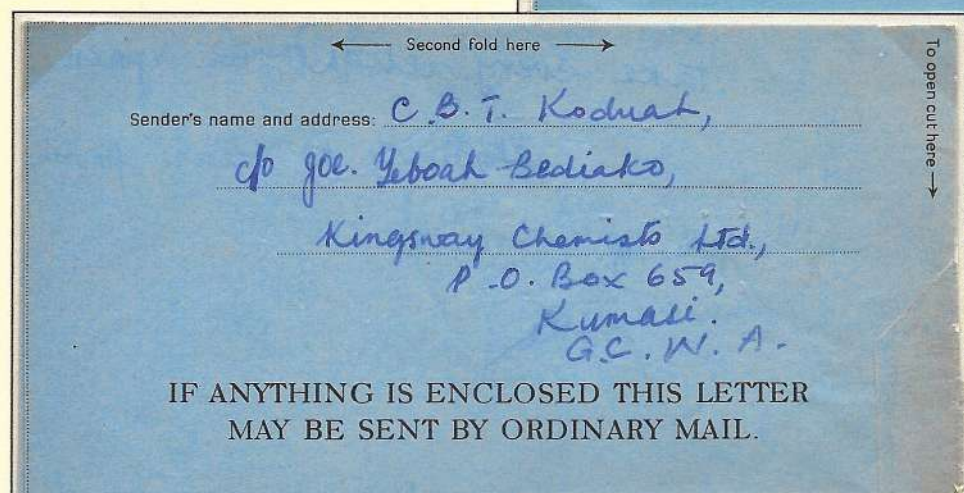 ← Second fold here →
To open cut here →
Sender's name and address: C.B.T. Koduah,
c/o Joe. Yeboah Bediako,
Kingsway Chemists Ltd.,
P.O. Box 659,
Kumasi.
G.C. W. A.
IF ANYTHING IS ENCLOSED THIS LETTER
MAY BE SENT BY ORDINARY MAIL.